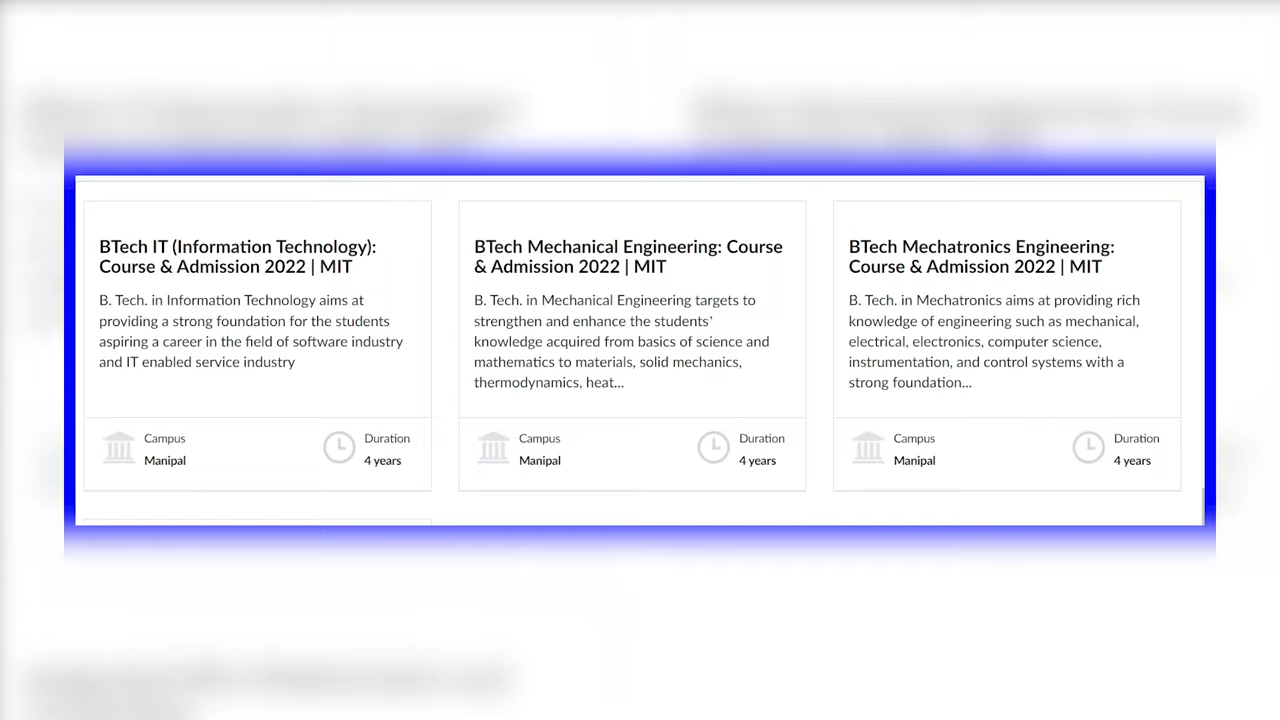 BTech IT (Information Technology):
Course & Admission 2022 | MIT
B. Tech. in Information Technology aims at
providing a strong foundation for the students
aspiring a career in the field of software industry
and IT enabled service industry
Campus
Manipal
Duration
4 years
BTech Mechanical Engineering: Course
& Admission 2022 | MIT
B. Tech. in Mechanical Engineering targets to
strengthen and enhance the students’
knowledge acquired from basics of science and
mathematics to materials, solid mechanics,
thermodynamics, heat...
Campus
Manipal
Duration
4 years
BTech Mechatronics Engineering:
Course & Admission 2022 | MIT
B. Tech. in Mechatronics aims at providing rich
knowledge of engineering such as mechanical,
electrical, electronics, computer science,
instrumentation, and control systems with a
strong foundation...
Campus
Manipal
Duration
4 years